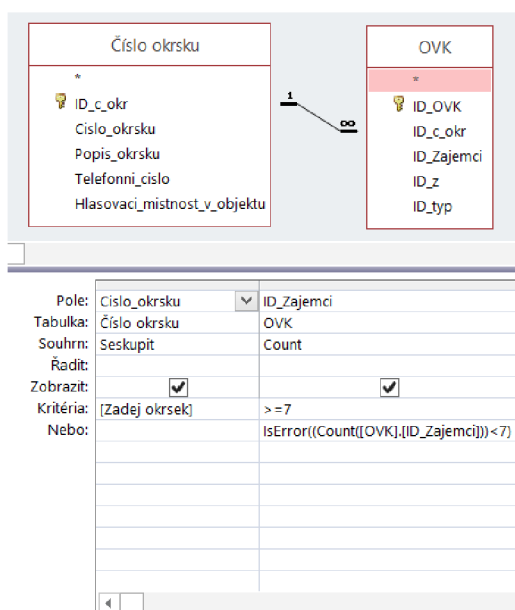 Číslo okrsku
*
ID_c_okr
Cislo_okrsku
Popis_okrsku
Telefonni_cislo
Hlasovaci_mistnost_v_objektu
1
∞
OVK
*
ID_OVK
ID_c_okr
ID_Zajemci
ID_z
ID_typ
Pole: Cislo_okrsku ID_Zajemci
Tabulka: Číslo okrsku OVK
Souhrn: Seskupit Count
Řadit:
Zobrazit:
Kritéria: [Zadej okrsek] >=7
Nebo: IsError((Count([OVK].[ID_Zajemci]))<7)